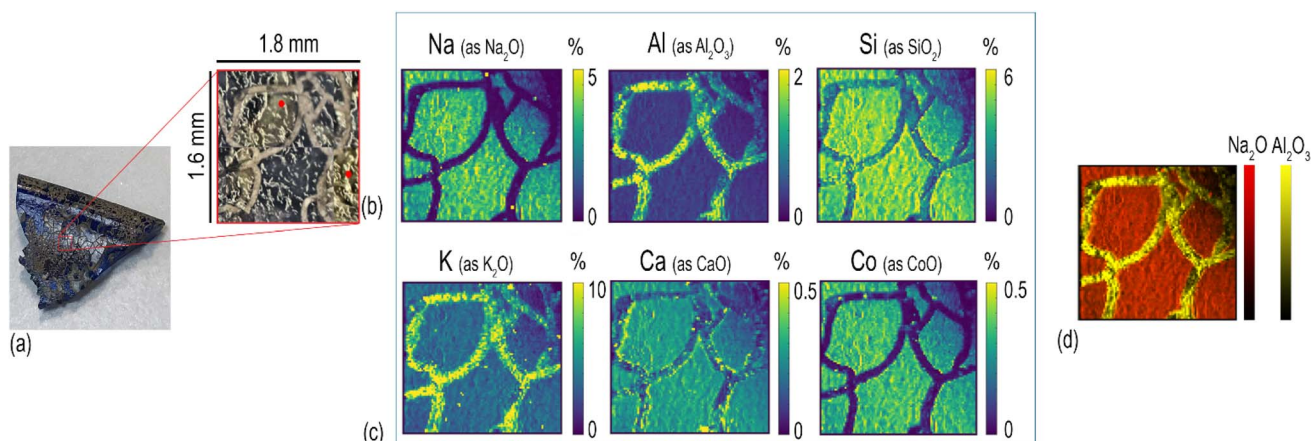 1.8 mm
1.6 mm
(a)
(b)
Na (as Na₂O) %
5
0
Al (as Al₂O₃) %
2
0
Si (as SiO₂) %
6
0
K (as K₂O) %
10
0
Ca (as CaO) %
0.5
0
Co (as CoO) %
0.5
0
(c)
Na₂O Al₂O₃
(d)